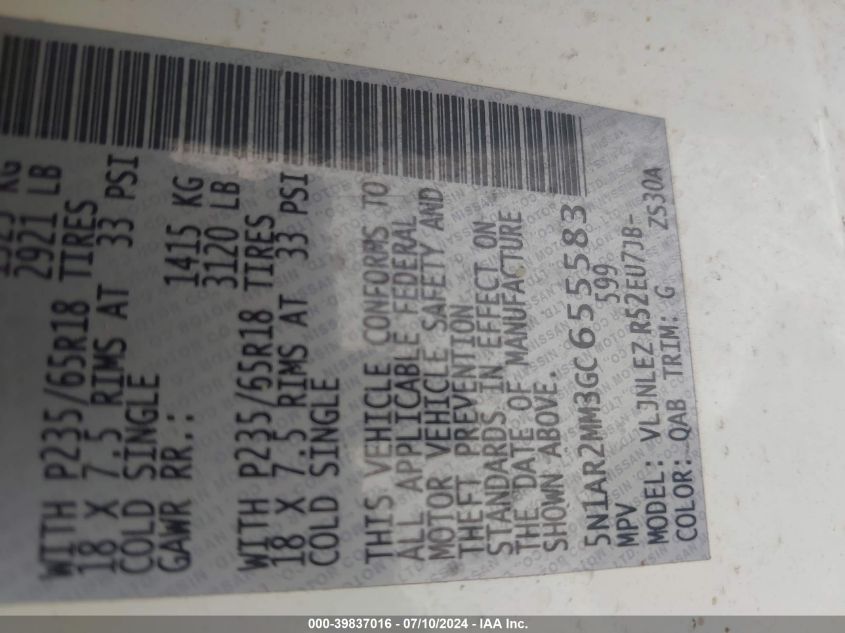 2921 LB
WITH P235/65R18 TIRES
18 X 7.5 RIMS AT 33 PSI
COLD SINGLE
GAWR RR.: 1415 KG
3120 LB
WITH P235/65R18 TIRES
18 X 7.5 RIMS AT 33 PSI
COLD SINGLE
THIS VEHICLE CONFORMS TO
ALL APPLICABLE FEDERAL
MOTOR VEHICLE SAFETY AND
THEFT PREVENTION
STANDARDS IN EFFECT ON
THE DATE OF MANUFACTURE
SHOWN ABOVE.
5N1AR2MM3GC655583
MPV 599
MODEL: VLJNLEZ R52EU7JB-
COLOR: QAB TRIM: G ZS30A
000-39837016 - 07/10/2024 - IAA Inc.